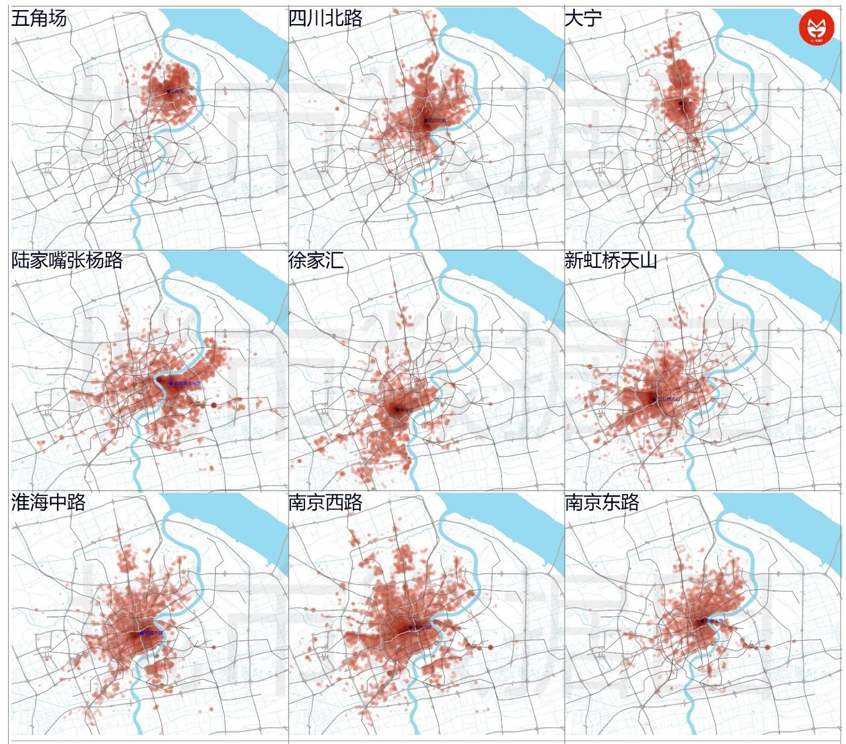 五角场
四川北路
大宁
陆家嘴张杨路
徐家汇
新虹桥天山
淮海中路
南京西路
南京东路